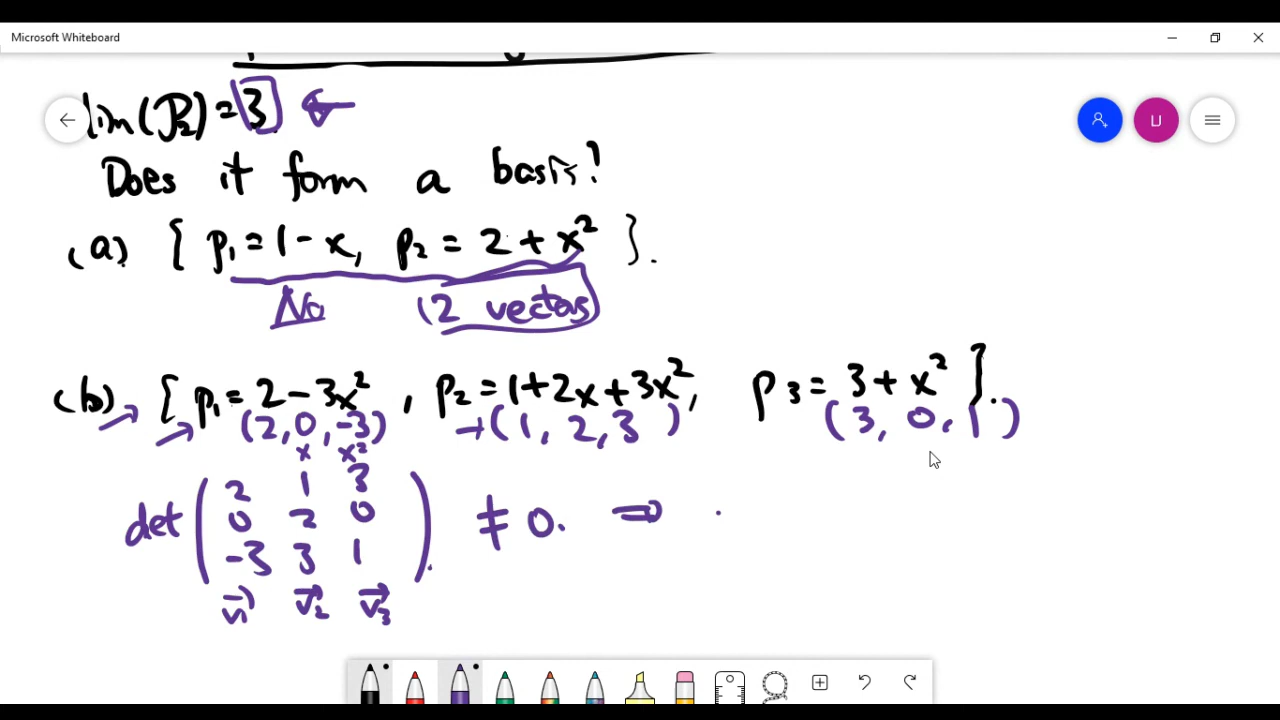 Microsoft Whiteboard
dim(P₂) = 3 ←
Does it form a basis?
(a) { p₁ = 1 - x, p₂ = 2 + x² }.
No (2 vectors
(b) { p₁ = 2 - 3x², p₂ = 1 + 2x + 3x², p₃ = 3 + x² }.
→ → (2, 0, -3) → (1, 2, 3) (3, 0, 1)
x x²
det ( 2 1 3
0 2 0
-3 3 1 ) ≠ 0. ⇒
v₁→ v₂→ v₃→
U